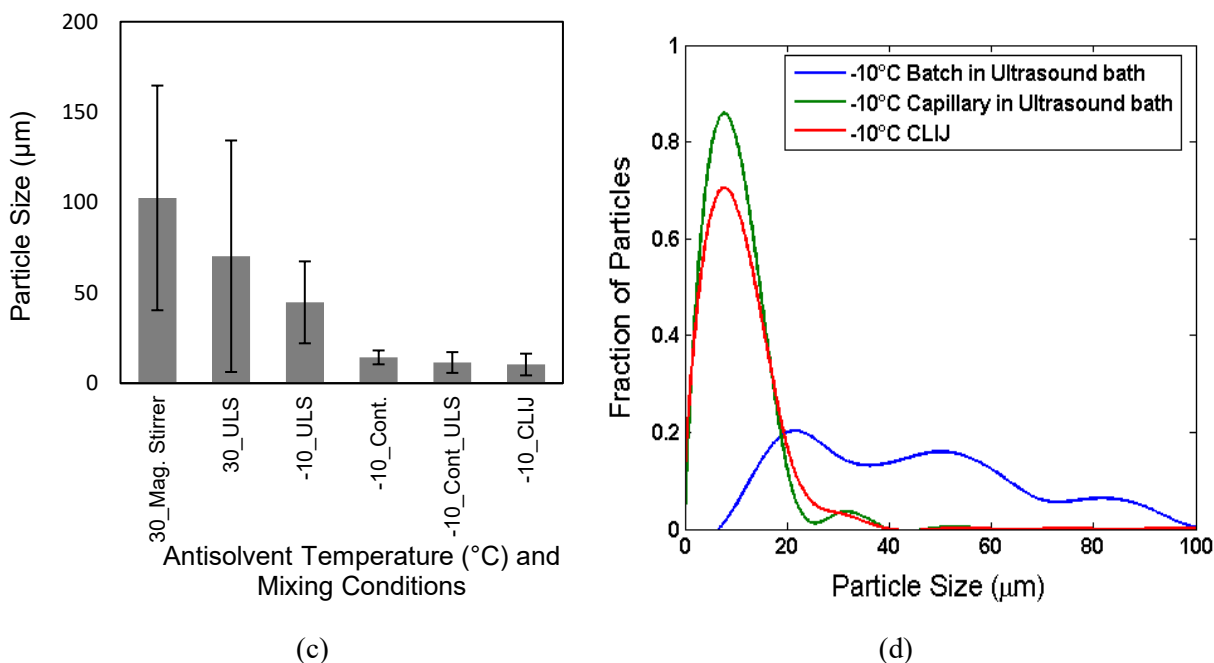 200
150
100
50
0
Particle Size (µm)
30_Mag. Stirrer
30_ULS
-10_ULS
-10_Cont.
-10_Cont_ULS
-10_CLIJ
Antisolvent Temperature (°C) and
Mixing Conditions
(c)
1
0.8
0.6
0.4
0.2
0
Fraction of Particles
-10°C Batch in Ultrasound bath
-10°C Capillary in Ultrasound bath
-10°C CLIJ
0 20 40 60 80 100
Particle Size (µm)
(d)